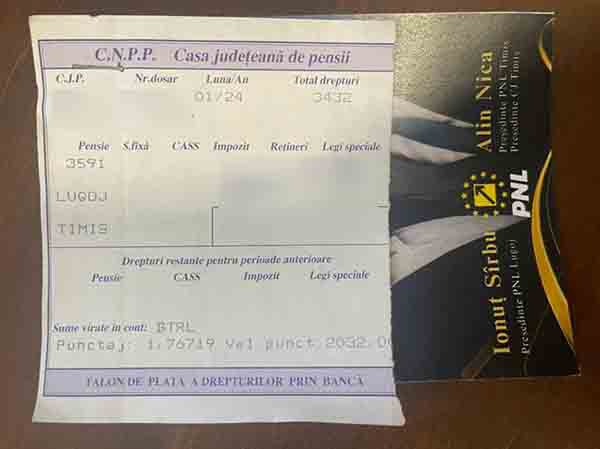 C.N.P.P. Casa județeană de pensii
C.J.P. Nr.dosar Luna/An Total drepturi
01/24 3432
Pensie S.fixă CASS Impozit Rețineri Legi speciale
3591
LUGOJ
TIMIS
Drepturi restante pentru perioade anterioare
Pensie CASS Impozit Legi speciale
Sume virate in cont: BTRL
Punctaj: 1.76719 Val punct 2032.00
TALON DE PLATA A DREPTURILOR PRIN BANCĂ
Alin Nica
Președinte PNL Timiș
Președinte CJ Timiș
PNL
Ionuț Sîrbu
Președinte PNL Lugoj